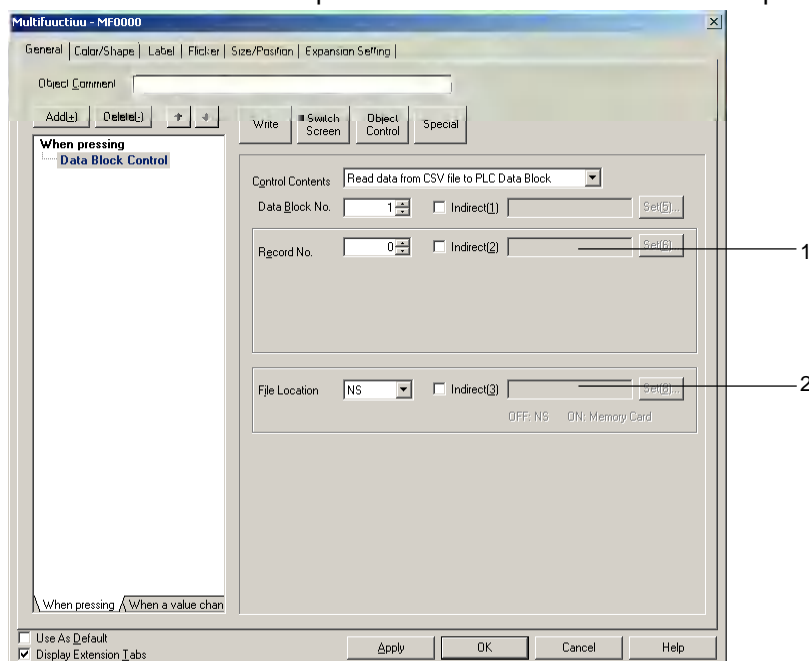 Multifuuctiuu - MF0000
General Color/Shape Label Flicker Size/Position Expansion Setting
Object Comment
Add(+) Delete(-) Write Switch Screen Object Control Special
When pressing
Data Block Control
Control Contents Read data from CSV file to PLC Data Block
Data Block No. 1 Indirect(1) Set(5)...
Record No. 0 Indirect(2) Set(6)... 1
File Location NS Indirect(3) Set(8)... 2
OFF: NS ON: Memory Card
When pressing When a value chan
Use As Default
Display Extension Tabs
Apply OK Cancel Help